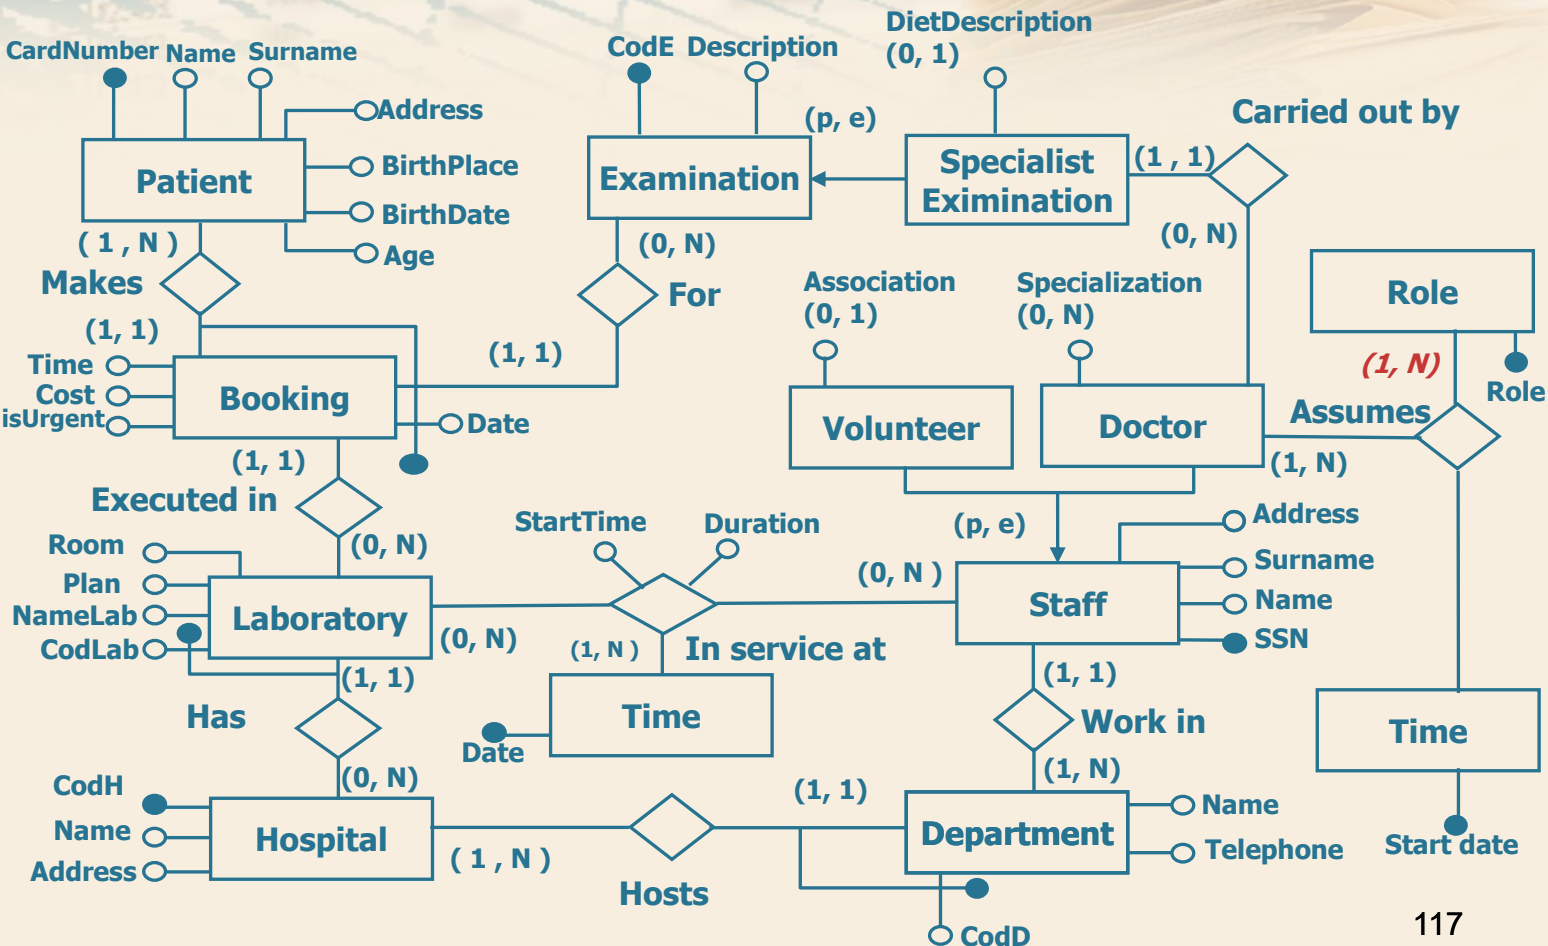 DietDescription
(0, 1)
CardNumber Name Surname
CodE Description
Address
(p, e)
Carried out by
Patient
BirthPlace
BirthDate
Age
Examination
Specialist
Eximination
(1 , 1)
( 1 , N )
(0, N)
(0, N)
Makes
For
Association
(0, 1)
Specialization
(0, N)
Role
(1, 1)
(1, 1)
(1, N)
Role
Time
Cost
isUrgent
Booking
Date
Volunteer
Doctor
Assumes
(1, N)
(1, 1)
Executed in
(0, N)
StartTime
Duration
(p, e)
Address
Surname
Name
SSN
Room
Plan
NameLab
CodLab
Laboratory
(0, N)
(0, N )
Staff
(1, N )
In service at
(1, 1)
(1, 1)
Has
Time
Date
Work in
Time
(0, N)
(1, N)
CodH
Name
Address
Hospital
( 1 , N )
(1, 1)
Hosts
Department
Name
Telephone
CodD
Start date
117